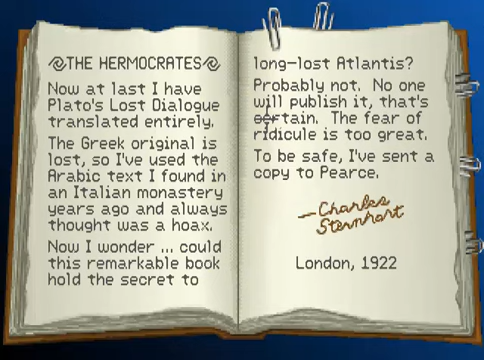 THE HERMOCRATES
Now at last I have
Plato's Lost Dialogue
translated entirely.
The Greek original is
lost, so I've used the
Arabic text I found in
an Italian monastery
years ago and always
thought was a hoax.
Now I wonder ... could
this remarkable book
hold the secret to
long-lost Atlantis?
Probably not. No one
will publish it, that's
certain. The fear of
ridicule is too great.
To be safe, I've sent a
copy to Pearce.
—Charles
Sternhart
London, 1922